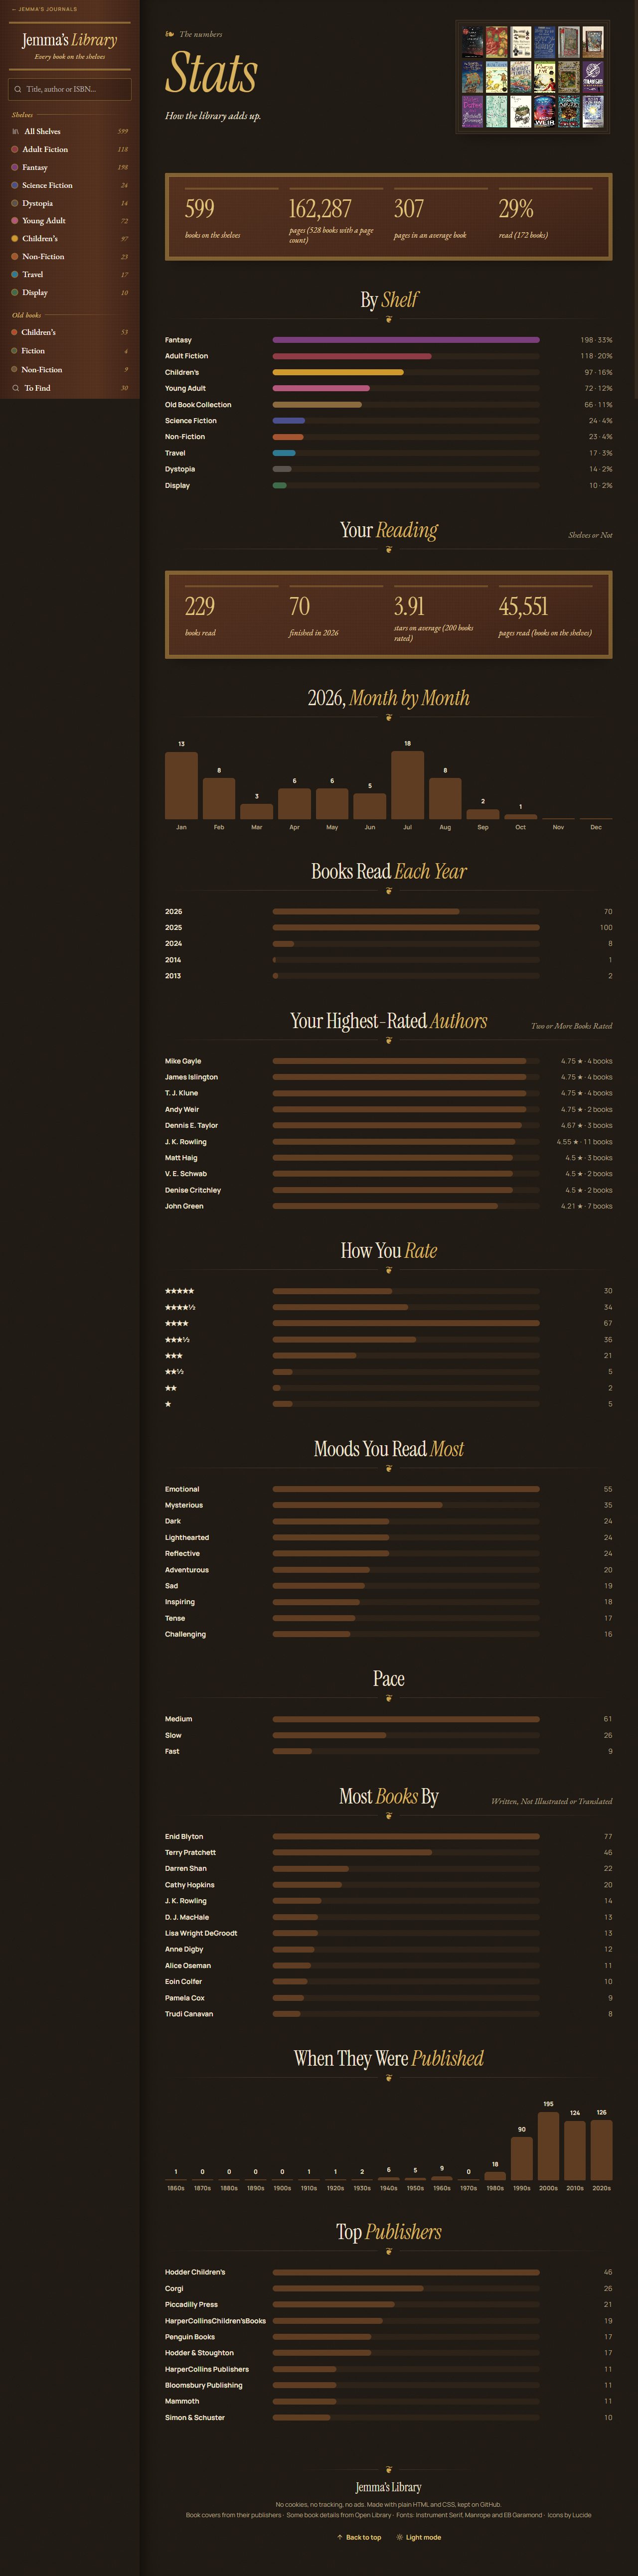 ← JEMMA'S JOURNALS
Jemma's Library
Every book on the shelves
Title, author or ISBN…
Shelves
All Shelves 599
Adult Fiction 118
Fantasy 198
Science Fiction 24
Dystopia 14
Young Adult 72
Children's 97
Non-Fiction 23
Travel 17
Display 10
Old books
Children's 53
Fiction 4
Non-Fiction 9
To Find 30
The numbers
Stats
How the library adds up.
599
books on the shelves
162,287
pages (528 books with a page
count)
307
pages in an average book
29%
read (172 books)
By Shelf
Fantasy 198 · 33%
Adult Fiction 118 · 20%
Children's 97 · 16%
Young Adult 72 · 12%
Old Book Collection 66 · 11%
Science Fiction 24 · 4%
Non-Fiction 23 · 4%
Travel 17 · 3%
Dystopia 14 · 2%
Display 10 · 2%
Your Reading
Shelves or Not
229
books read
70
finished in 2026
3.91
stars on average (200 books
rated)
45,551
pages read (books on the shelves)
2026, Month by Month
13 8 3 6 6 5 18 8 2 1
Jan Feb Mar Apr May Jun Jul Aug Sep Oct Nov Dec
Books Read Each Year
2026 70
2025 100
2024 8
2014 1
2013 2
Your Highest-Rated Authors
Two or More Books Rated
Mike Gayle 4.75 ★ · 4 books
James Islington 4.75 ★ · 4 books
T. J. Klune 4.75 ★ · 4 books
Andy Weir 4.75 ★ · 2 books
Dennis E. Taylor 4.67 ★ · 3 books
J. K. Rowling 4.55 ★ · 11 books
Matt Haig 4.5 ★ · 3 books
V. E. Schwab 4.5 ★ · 2 books
Denise Critchley 4.5 ★ · 2 books
John Green 4.21 ★ · 7 books
How You Rate
★★★★★ 30
★★★★½ 34
★★★★ 67
★★★½ 36
★★★ 21
★★½ 5
★★ 2
★ 5
Moods You Read Most
Emotional 55
Mysterious 35
Dark 24
Lighthearted 24
Reflective 24
Adventurous 20
Sad 19
Inspiring 18
Tense 17
Challenging 16
Pace
Medium 61
Slow 26
Fast 9
Most Books By
Written, Not Illustrated or Translated
Enid Blyton 77
Terry Pratchett 46
Darren Shan 22
Cathy Hopkins 20
J. K. Rowling 14
D. J. MacHale 13
Lisa Wright DeGroodt 13
Anne Digby 12
Alice Oseman 11
Eoin Colfer 10
Pamela Cox 9
Trudi Canavan 8
When They Were Published
1 0 0 0 0 1 1 2 6 5 9 0 18 90 195 124 126
1860s 1870s 1880s 1890s 1900s 1910s 1920s 1930s 1940s 1950s 1960s 1970s 1980s 1990s 2000s 2010s 2020s
Top Publishers
Hodder Children's 46
Corgi 26
Piccadilly Press 21
HarperCollinsChildren'sBooks 19
Penguin Books 17
Hodder & Stoughton 17
HarperCollins Publishers 11
Bloomsbury Publishing 11
Mammoth 11
Simon & Schuster 10
Jemma's Library
No cookies, no tracking, no ads. Made with plain HTML and CSS, kept on GitHub.
Book covers from their publishers · Some book details from Open Library · Fonts: Instrument Serif, Manrope and EB Garamond · Icons by Lucide
↑ Back to top Light mode